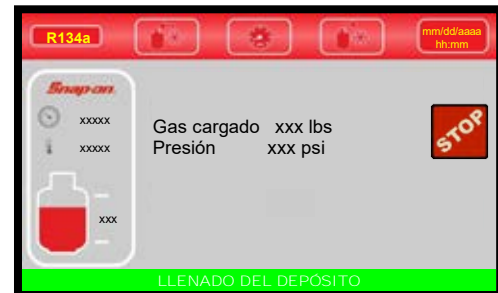 R134a
mm/dd/aaaa
hh:mm
Snap-on
xxxxx
xxxxx
xxx
Gas cargado xxx lbs
Presión xxx psi
STOP
LLENADO DEL DEPÓSITO